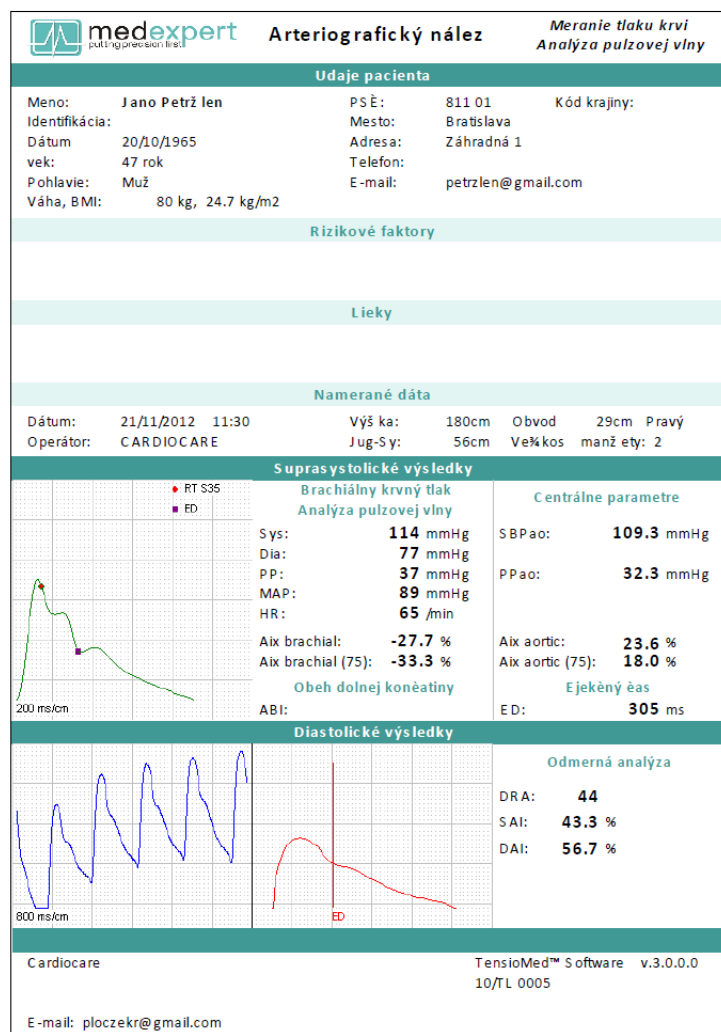 medexpert
putting precision first
Arteriografický nález
Meranie tlaku krvi
Analýza pulzovej vlny
Udaje pacienta
Meno: Jano Petrž len PSÈ: 811 01 Kód krajiny:
Identifikácia: Mesto: Bratislava
Dátum 20/10/1965 Adresa: Záhradná 1
vek: 47 rok Telefon:
Pohlavie: Muž E-mail: petrzlen@gmail.com
Váha, BMI: 80 kg, 24.7 kg/m2
Rizikové faktory
Lieky
Namerané dáta
Dátum: 21/11/2012 11:30 Výš ka: 180cm Obvod 29cm Pravý
Operátor: CARDIOCARE Jug-Sy: 56cm Ve¾kos manž ety: 2
Suprasystolické výsledky
RT S35
ED
200 ms/cm
Brachiálny krvný tlak
Analýza pulzovej vlny
Sys: 114 mmHg
Dia: 77 mmHg
PP: 37 mmHg
MAP: 89 mmHg
HR: 65 /min
Aix brachial: -27.7 %
Aix brachial (75): -33.3 %
Obeh dolnej konèatiny
ABI:
Centrálne parametre
SBPao: 109.3 mmHg
PPao: 32.3 mmHg
Aix aortic: 23.6 %
Aix aortic (75): 18.0 %
Ejekèný èas
ED: 305 ms
Diastolické výsledky
800 ms/cm
ED
Odmerná analýza
DRA: 44
SAI: 43.3 %
DAI: 56.7 %
Cardiocare TensioMed™ Software v.3.0.0.0
10/TL 0005
E-mail: ploczekr@gmail.com